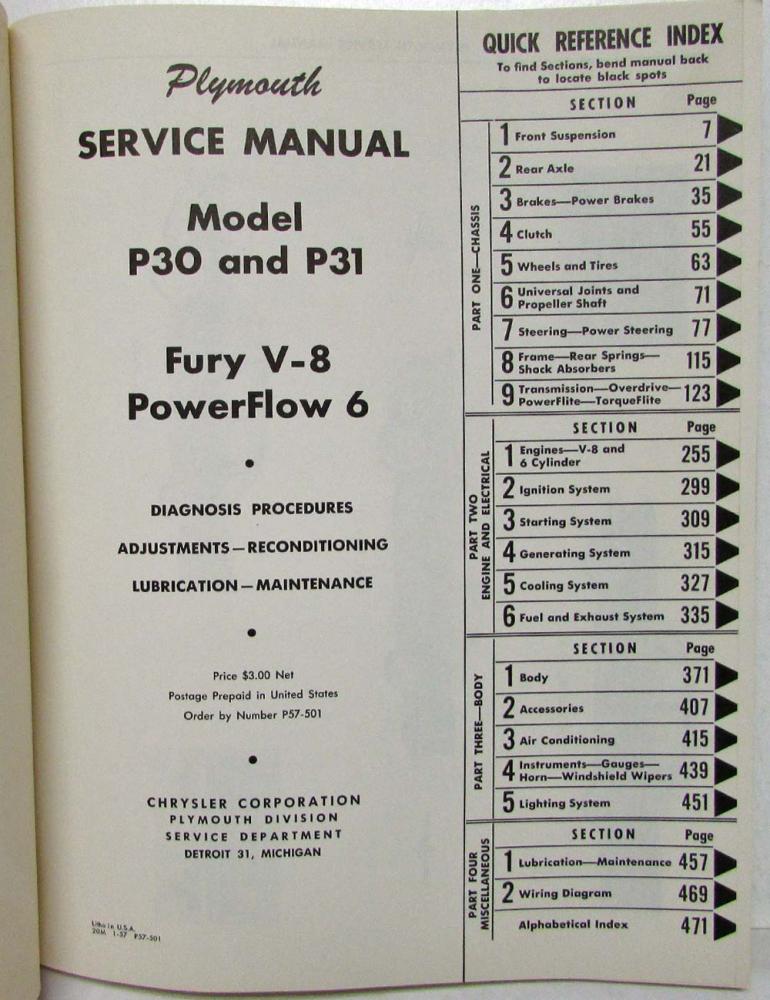 Plymouth
SERVICE MANUAL
Model
P30 and P31
Fury V-8
PowerFlow 6
•
DIAGNOSIS PROCEDURES
ADJUSTMENTS—RECONDITIONING
LUBRICATION—MAINTENANCE
•
Price $3.00 Net
Postage Prepaid in United States
Order by Number P57-501
•
CHRYSLER CORPORATION
PLYMOUTH DIVISION
SERVICE DEPARTMENT
DETROIT 31, MICHIGAN
Litho in U.S.A.
20M 1-57 P57-501
QUICK REFERENCE INDEX
To find Sections, bend manual back
to locate black spots
SECTION Page
PART ONE—CHASSIS
1 Front Suspension 7
2 Rear Axle 21
3 Brakes—Power Brakes 35
4 Clutch 55
5 Wheels and Tires 63
6 Universal Joints and
Propeller Shaft 71
7 Steering—Power Steering 77
8 Frame—Rear Springs—
Shock Absorbers 115
9 Transmission—Overdrive—
PowerFlite—TorqueFlite 123
SECTION Page
PART TWO
ENGINE AND ELECTRICAL
1 Engines—V-8 and
6 Cylinder 255
2 Ignition System 299
3 Starting System 309
4 Generating System 315
5 Cooling System 327
6 Fuel and Exhaust System 335
SECTION Page
PART THREE—BODY
1 Body 371
2 Accessories 407
3 Air Conditioning 415
4 Instruments—Gauges—
Horn—Windshield Wipers 439
5 Lighting System 451
SECTION Page
PART FOUR
MISCELLANEOUS
1 Lubrication—Maintenance 457
2 Wiring Diagram 469
Alphabetical Index 471